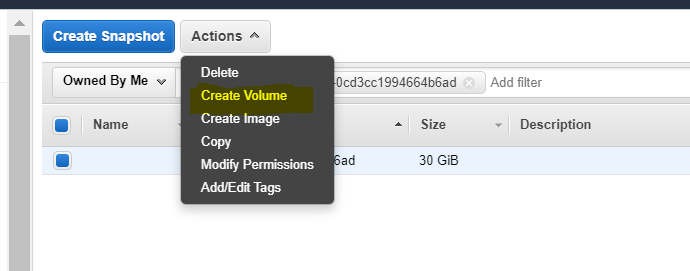 Create Snapshot Actions
Delete
Create Volume
Create Image
Copy
Modify Permissions
Add/Edit Tags
Owned By Me -0cd3cc1994664b6ad Add filter
Name Size Description
6ad 30 GiB